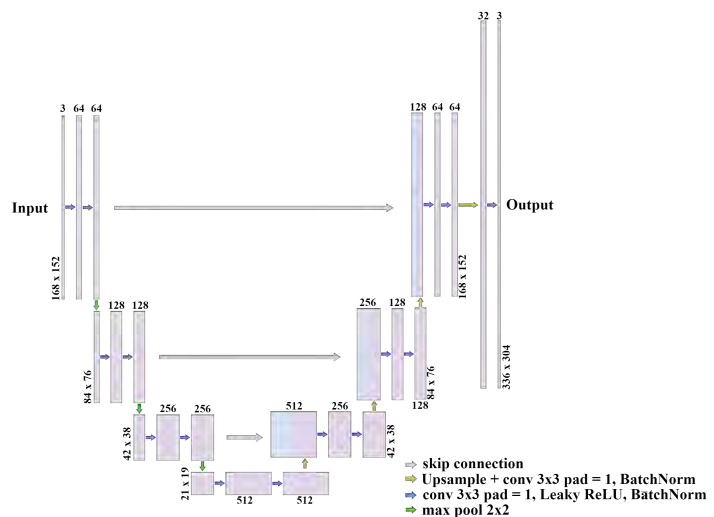 32 3
3 64 64
128 64 64
Input
Output
168 x 152
168 x 152
336 x 304
128 128
256 128
84 x 76
84 x 76
128
256 256
512 256
42 x 38
42 x 38
21 x 19
512 512
skip connection
Upsample + conv 3x3 pad = 1, BatchNorm
conv 3x3 pad = 1, Leaky ReLU, BatchNorm
max pool 2x2